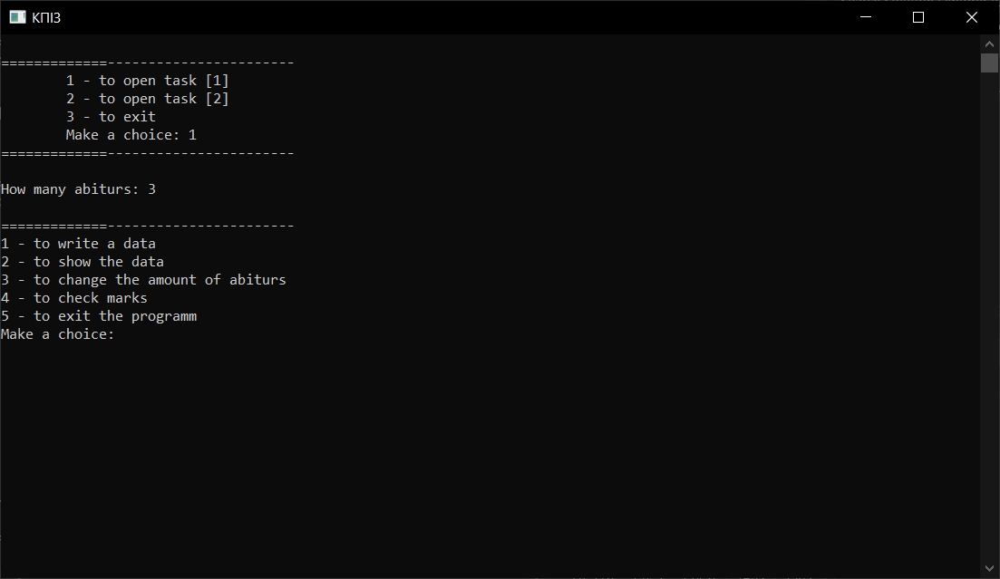 КПІЗ
=============-----------------------
1 - to open task [1]
2 - to open task [2]
3 - to exit
Make a choice: 1
=============-----------------------
How many abiturs: 3
=============-----------------------
1 - to write a data
2 - to show the data
3 - to change the amount of abiturs
4 - to check marks
5 - to exit the programm
Make a choice: